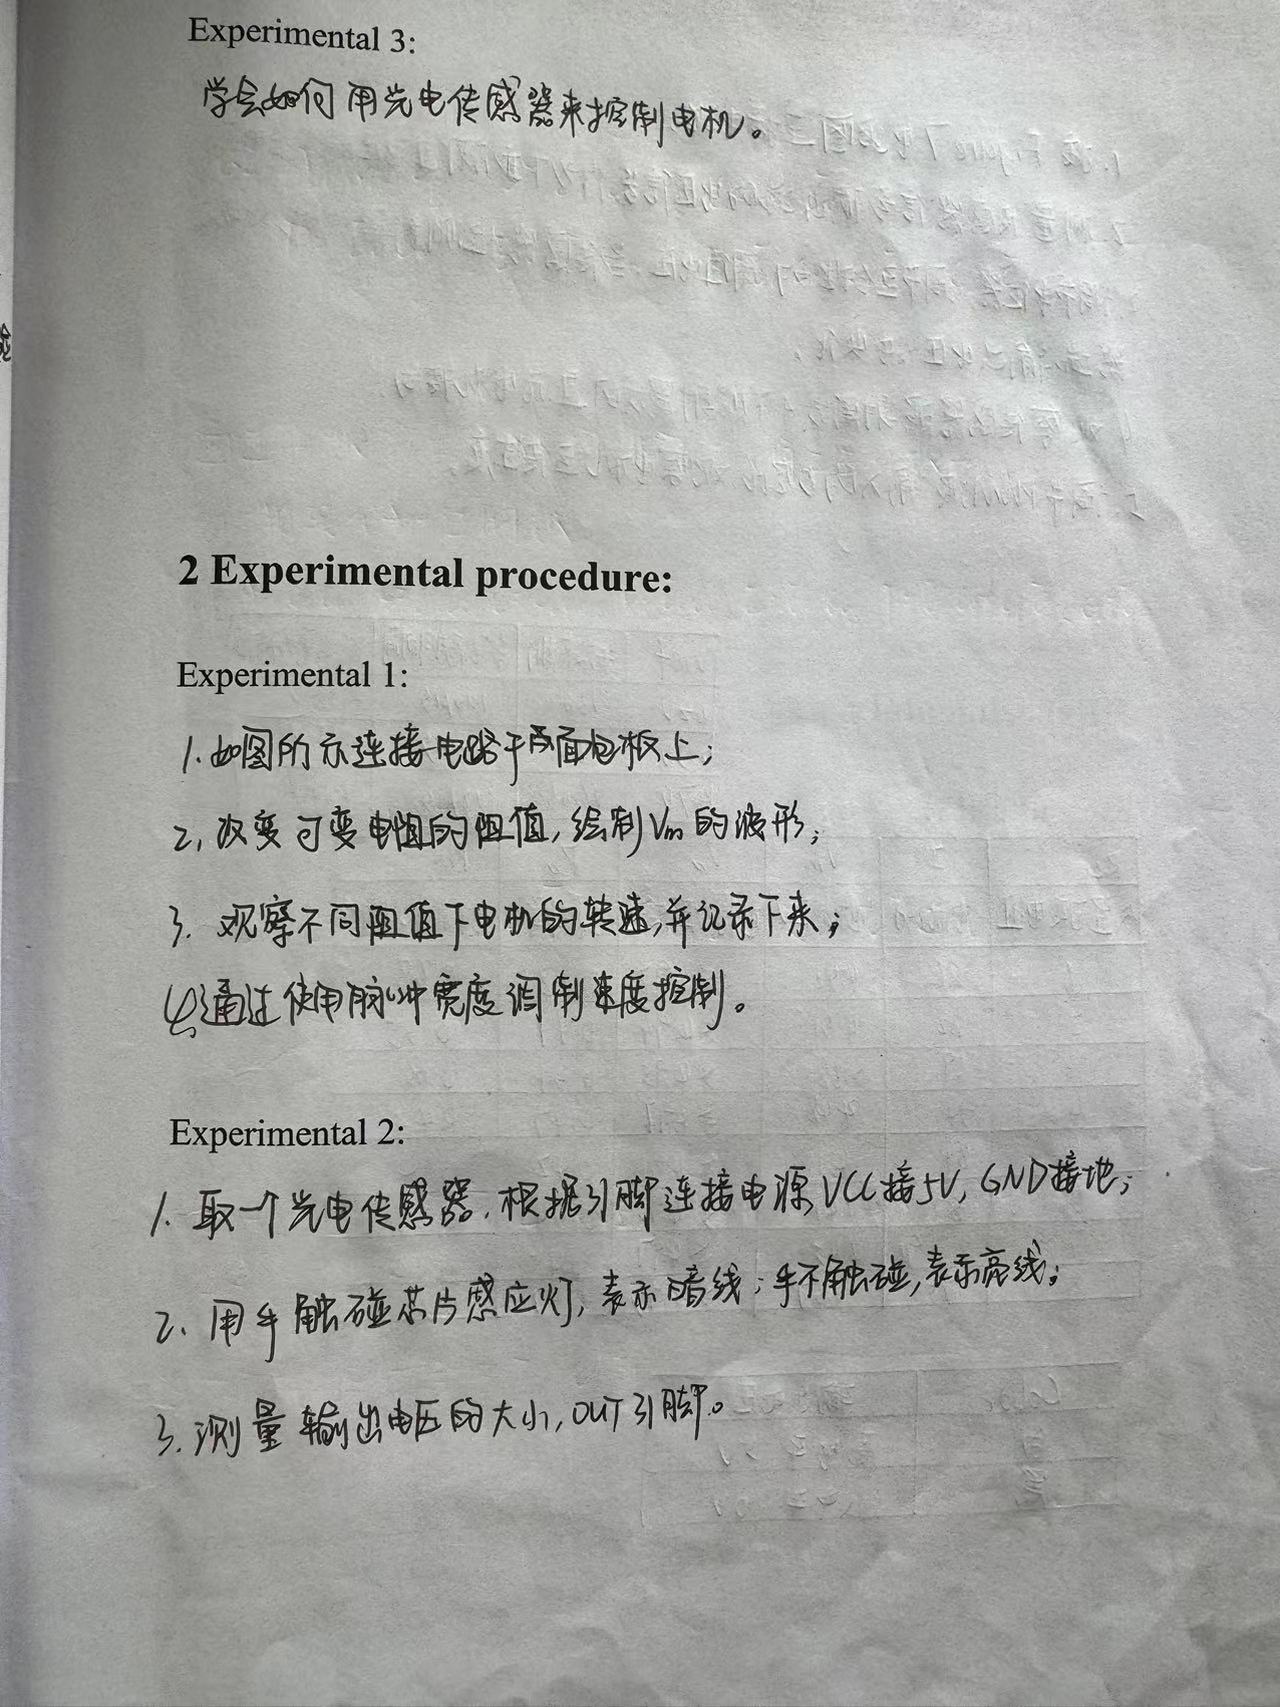 Experimental 3:
学会如何用光电传感器来控制电机。
2 Experimental procedure:
Experimental 1:
1.如图所示连接电路于面包板上;
2,改变可变电阻的阻值,绘制Vm的波形;
3. 观察不同阻值下电机的转速,并记录下来;
4.通过使用脉冲宽度调制速度控制。
Experimental 2:
1. 取一个光电传感器,根据引脚连接电源,VCC接5V,GND接地;
2、用手触碰芯片感应灯,表示暗线;手不触碰,表示亮线;
3.测量输出电压的大小,OUT引脚。